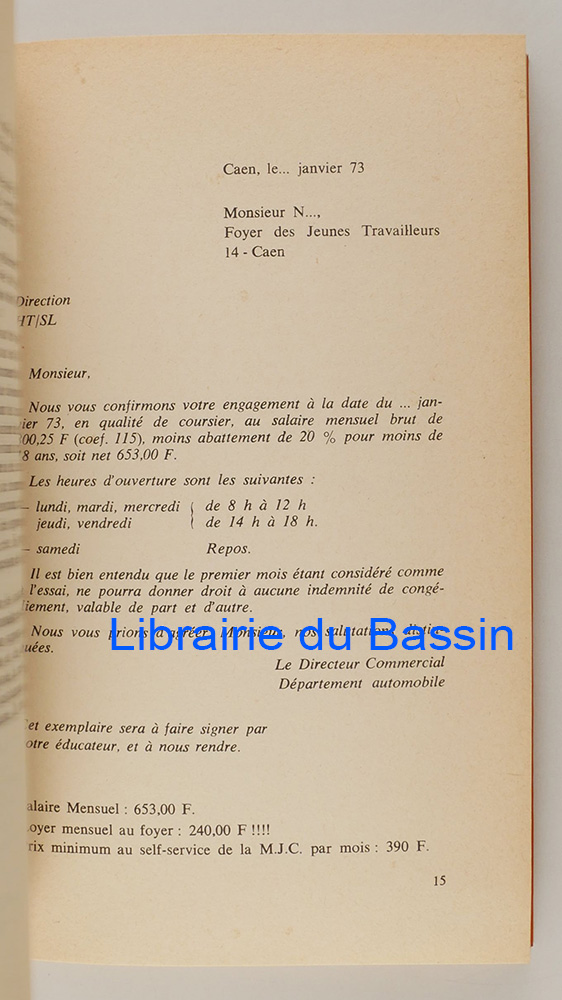 Caen, le... janvier 73
Monsieur N...,
Foyer des Jeunes Travailleurs
14 - Caen
Direction
HT/SL
Monsieur,
Nous vous confirmons votre engagement à la date du ... jan-
ier 73, en qualité de coursier, au salaire mensuel brut de
00,25 F (coef. 115), moins abattement de 20 % pour moins de
8 ans, soit net 653,00 F.
Les heures d'ouverture sont les suivantes :
— lundi, mardi, mercredi { de 8 h à 12 h
jeudi, vendredi { de 14 h à 18 h.
— samedi Repos.
Il est bien entendu que le premier mois étant considéré comme
l'essai, ne pourra donner droit à aucune indemnité de congé-
iement, valable de part et d'autre.
Nous vous prions d'agréer, Monsieur, nos salutations distin-
uées.
Librairie du Bassin
Le Directeur Commercial
Département automobile
et exemplaire sera à faire signer par
otre éducateur, et à nous rendre.
alaire Mensuel : 653,00 F.
oyer mensuel au foyer : 240,00 F !!!!
rix minimum au self-service de la M.J.C. par mois : 390 F.
15